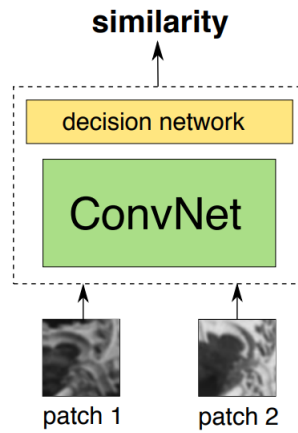 similarity
decision network
ConvNet
patch 1 patch 2